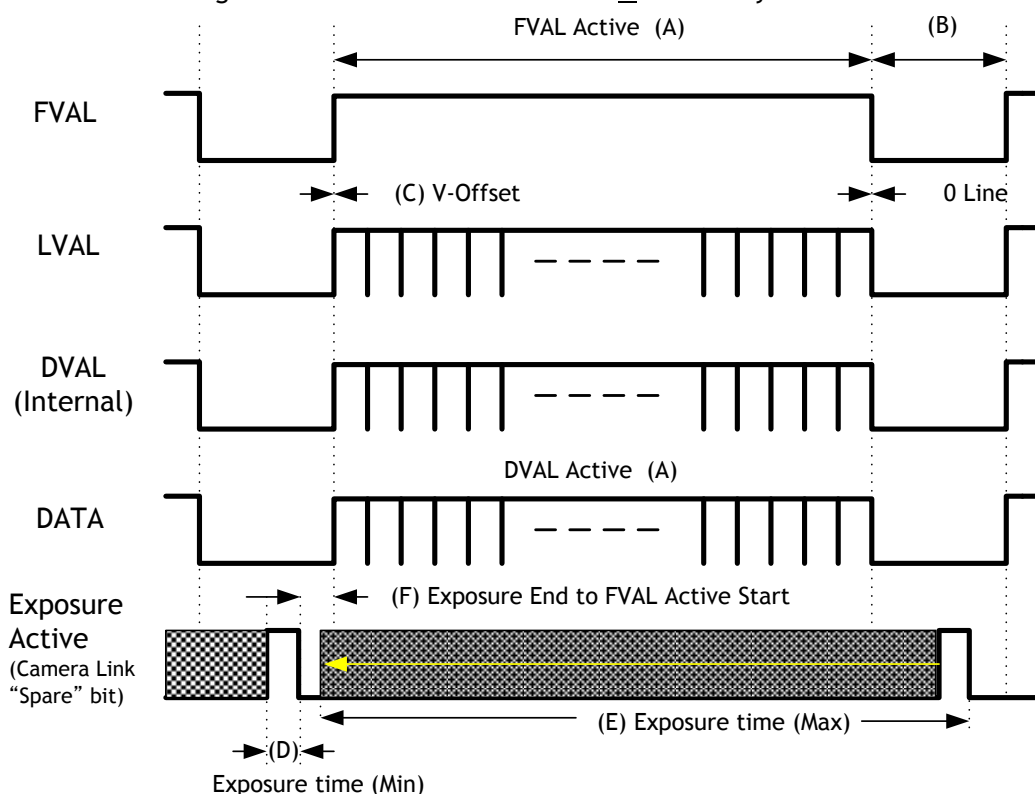 FVAL Active (A)
(B)
FVAL
(C) V-Offset
0 Line
LVAL
DVAL
(Internal)
DVAL Active (A)
DATA
(F) Exposure End to FVAL Active Start
Exposure
Active
(Camera Link
“Spare” bit)
(E) Exposure time (Max)
(D)
Exposure time (Min)